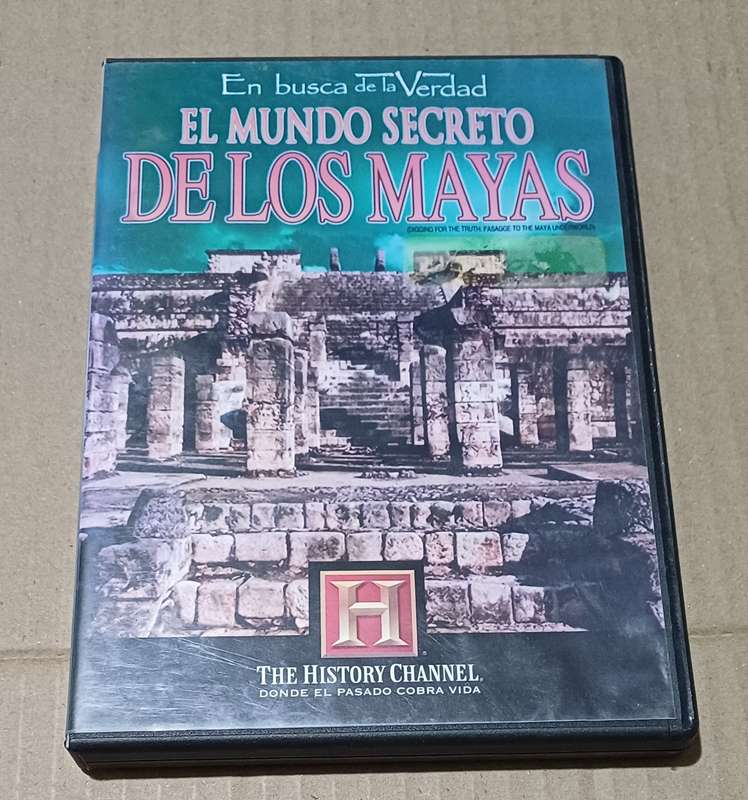 En busca de la Verdad
EL MUNDO SECRETO
DE LOS MAYAS
(DIGGING FOR THE TRUTH: PASAGGE TO THE MAYA UNDERWORLD)
H
THE HISTORY CHANNEL
DONDE EL PASADO COBRA VIDA